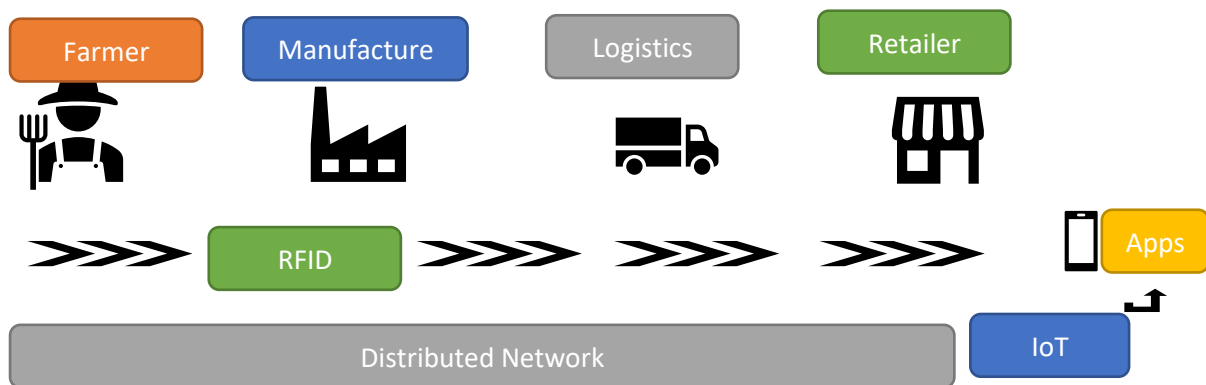 Farmer
Manufacture
Logistics
Retailer
RFID
Apps
Distributed Network
IoT